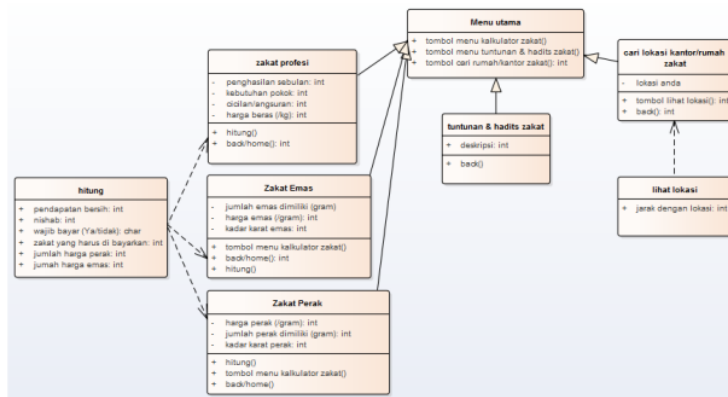 Menu utama
+ tombol menu kalkulator zakat()
+ tombol menu tuntunan & hadits zakat()
+ tombol cari rumah/kantor zakat(): int
zakat profesi
- penghasilan sebulan: int
- kebutuhan pokok: int
- cicilan/angsuran: int
- harga beras (/kg): int
+ hitung()
+ back/home(): int
cari lokasi kantor/rumah
zakat
- lokasi anda
+ tombol lihat lokasi(): int
+ back(): int
tuntunan & hadits zakat
+ deskripsi: int
+ back()
hitung
+ pendapatan bersih: int
+ nishab: int
+ wajib bayar (Ya/tidak): char
+ zakat yang harus di bayarkan: int
+ jumlah harga perak: int
+ jumah harga emas: int
Zakat Emas
- jumlah emas dimiliki (gram)
- harga emas (/gram): int
- kadar karat emas: int
+ tombol menu kalkulator zakat()
+ back/home(): int
+ hitung()
lihat lokasi
+ jarak dengan lokasi: int
Zakat Perak
- harga perak (/gram): int
- jumlah perak dimiliki (gram): int
- kadar karat perak: int
+ hitung()
+ tombol menu kalkulator zakat()
+ back/home()